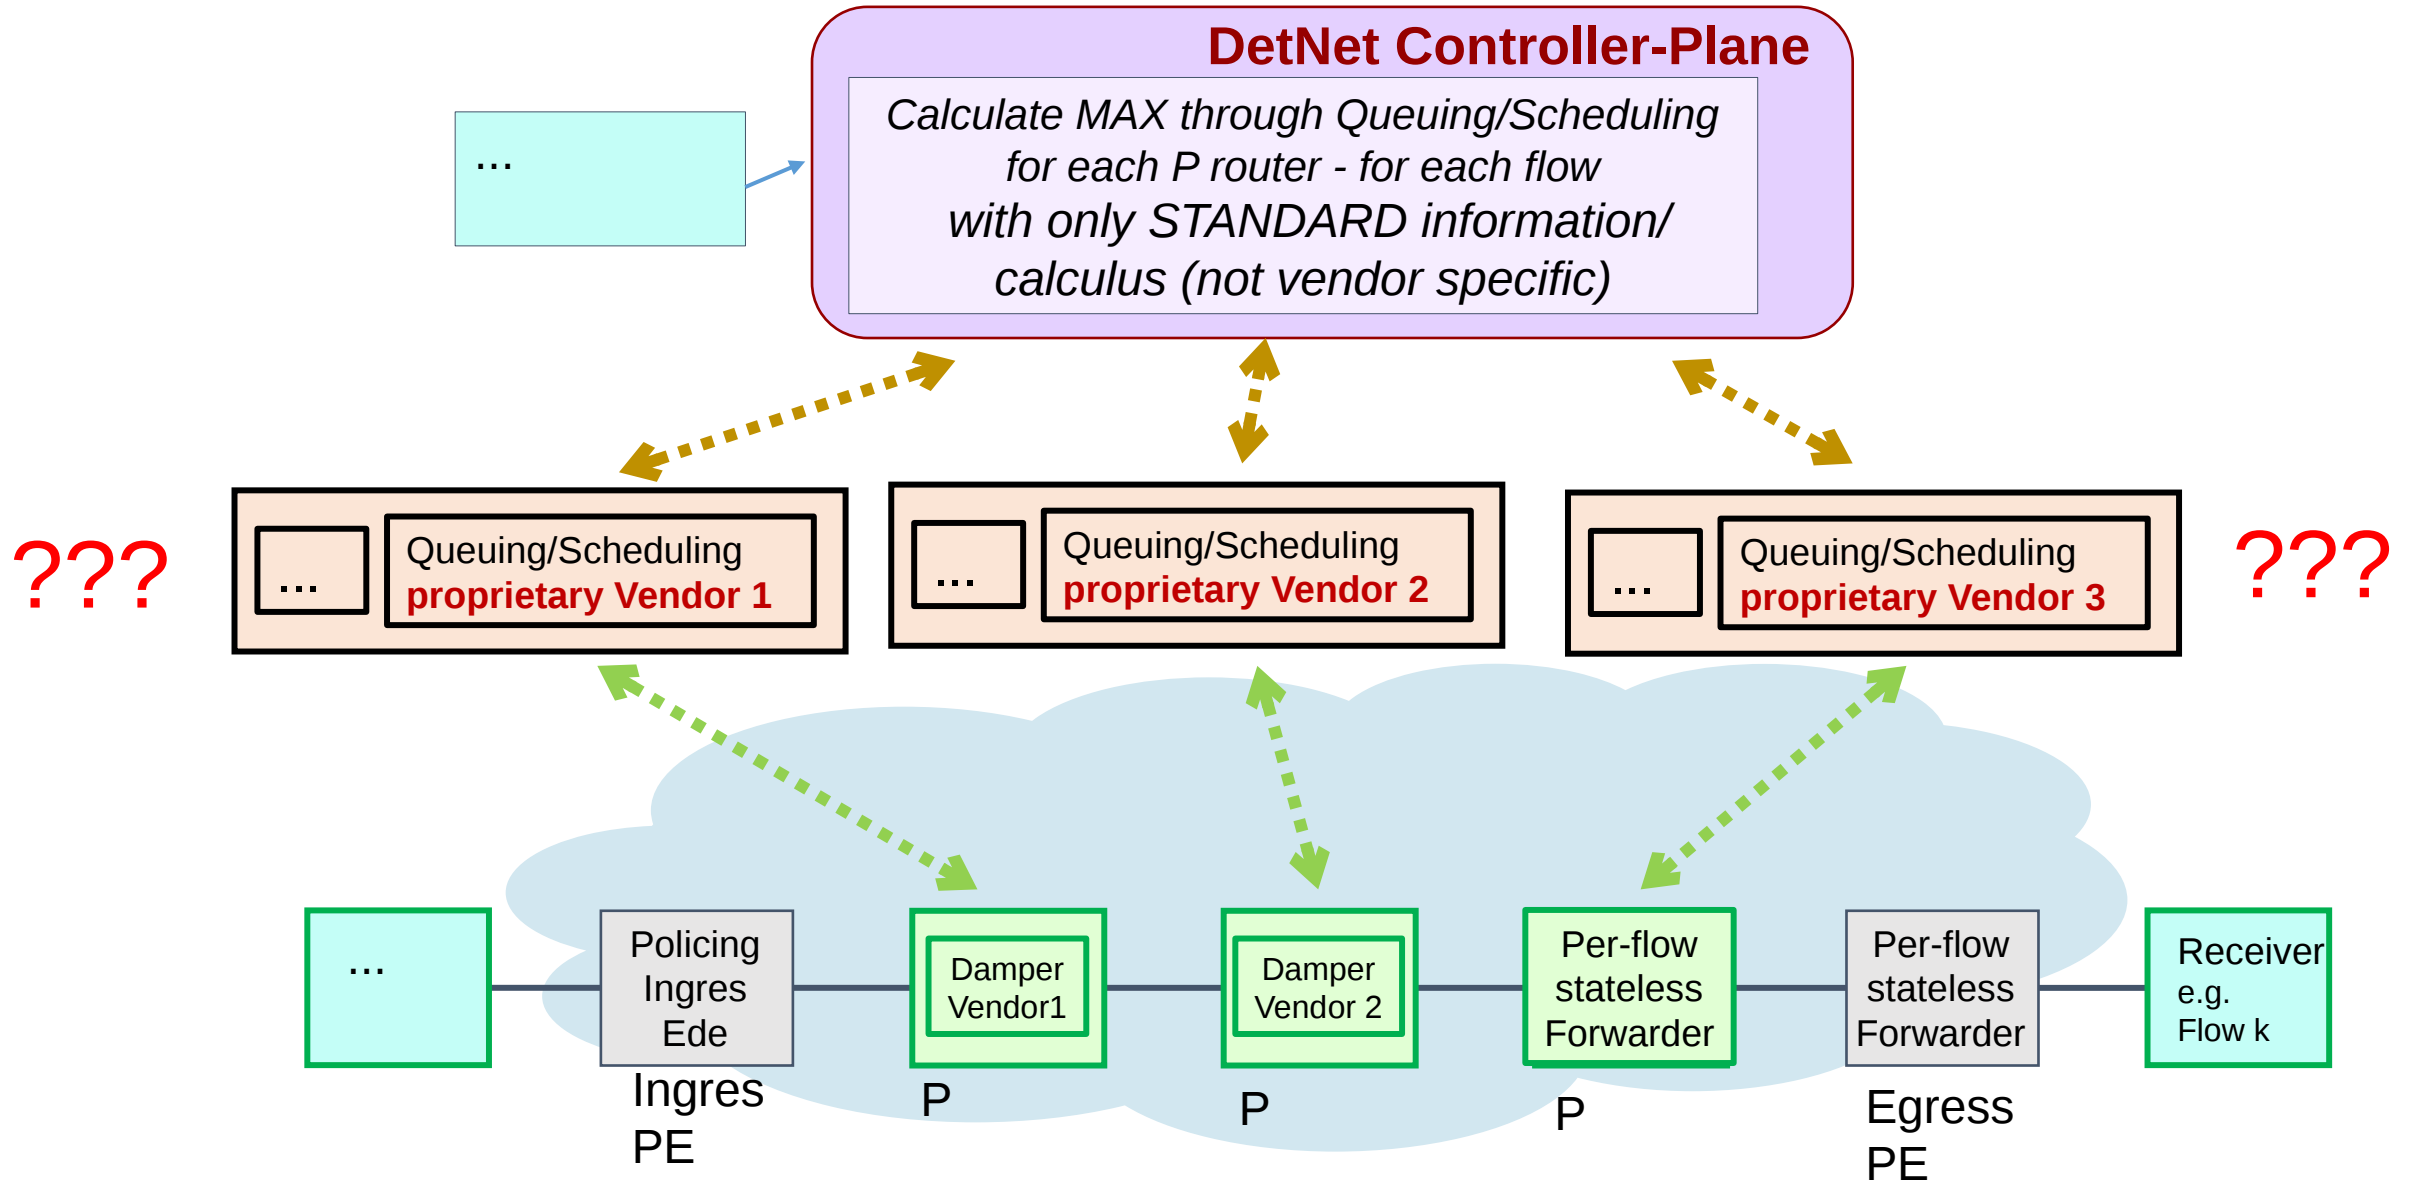 DetNet Controller-Plane
Calculate MAX through Queuing/Scheduling
for each P router - for each flow
with only STANDARD information/
calculus (not vendor specific)
...
???
...
Queuing/Scheduling
proprietary Vendor 1
...
Queuing/Scheduling
proprietary Vendor 2
...
Queuing/Scheduling
proprietary Vendor 3
???
...
Policing
Ingres
Ede
Damper
Vendor1
Damper
Vendor 2
Per-flow
stateless
Forwarder
Per-flow
stateless
Forwarder
Receiver
e.g.
Flow k
Ingres
PE
P
P
P
Egress
PE